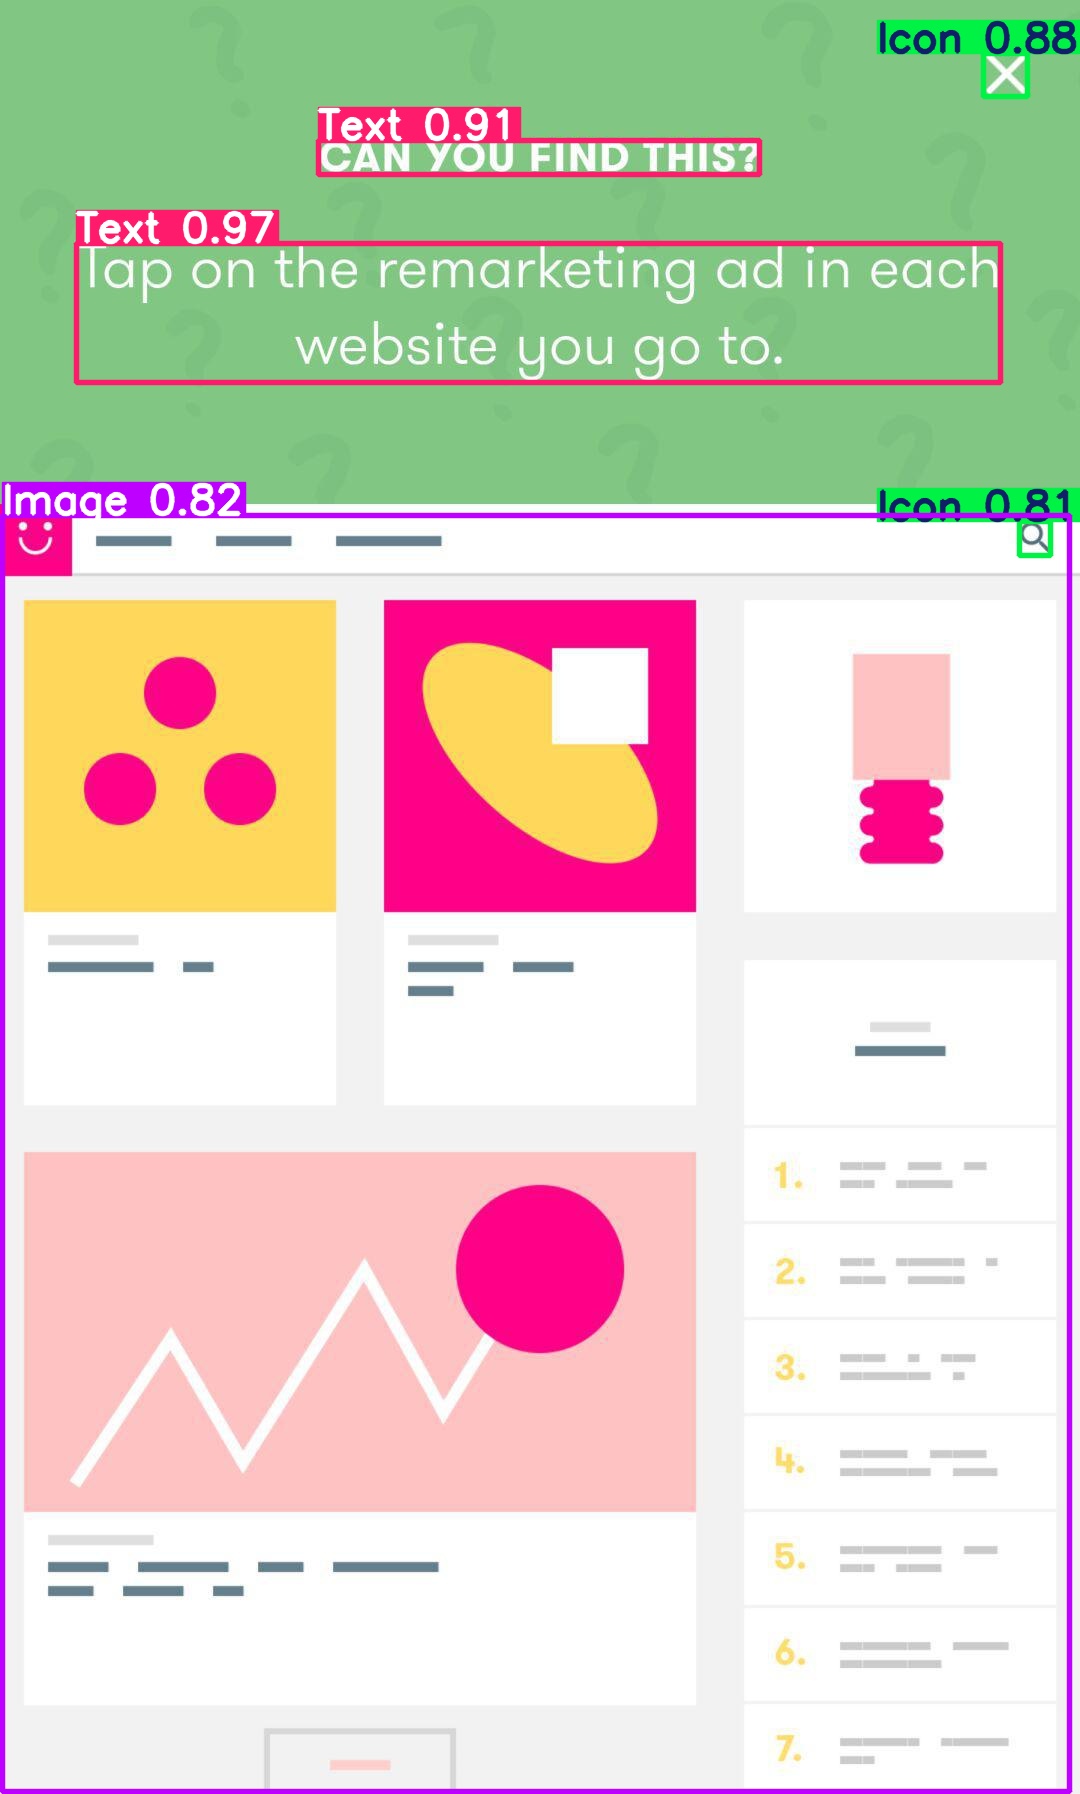 Icon 0.88
Text 0.91
CAN YOU FIND THIS?
Text 0.97
Tap on the remarketing ad in each
website you go to.
Image 0.82
Icon 0.81
1.
2.
3.
4.
5.
6.
7.